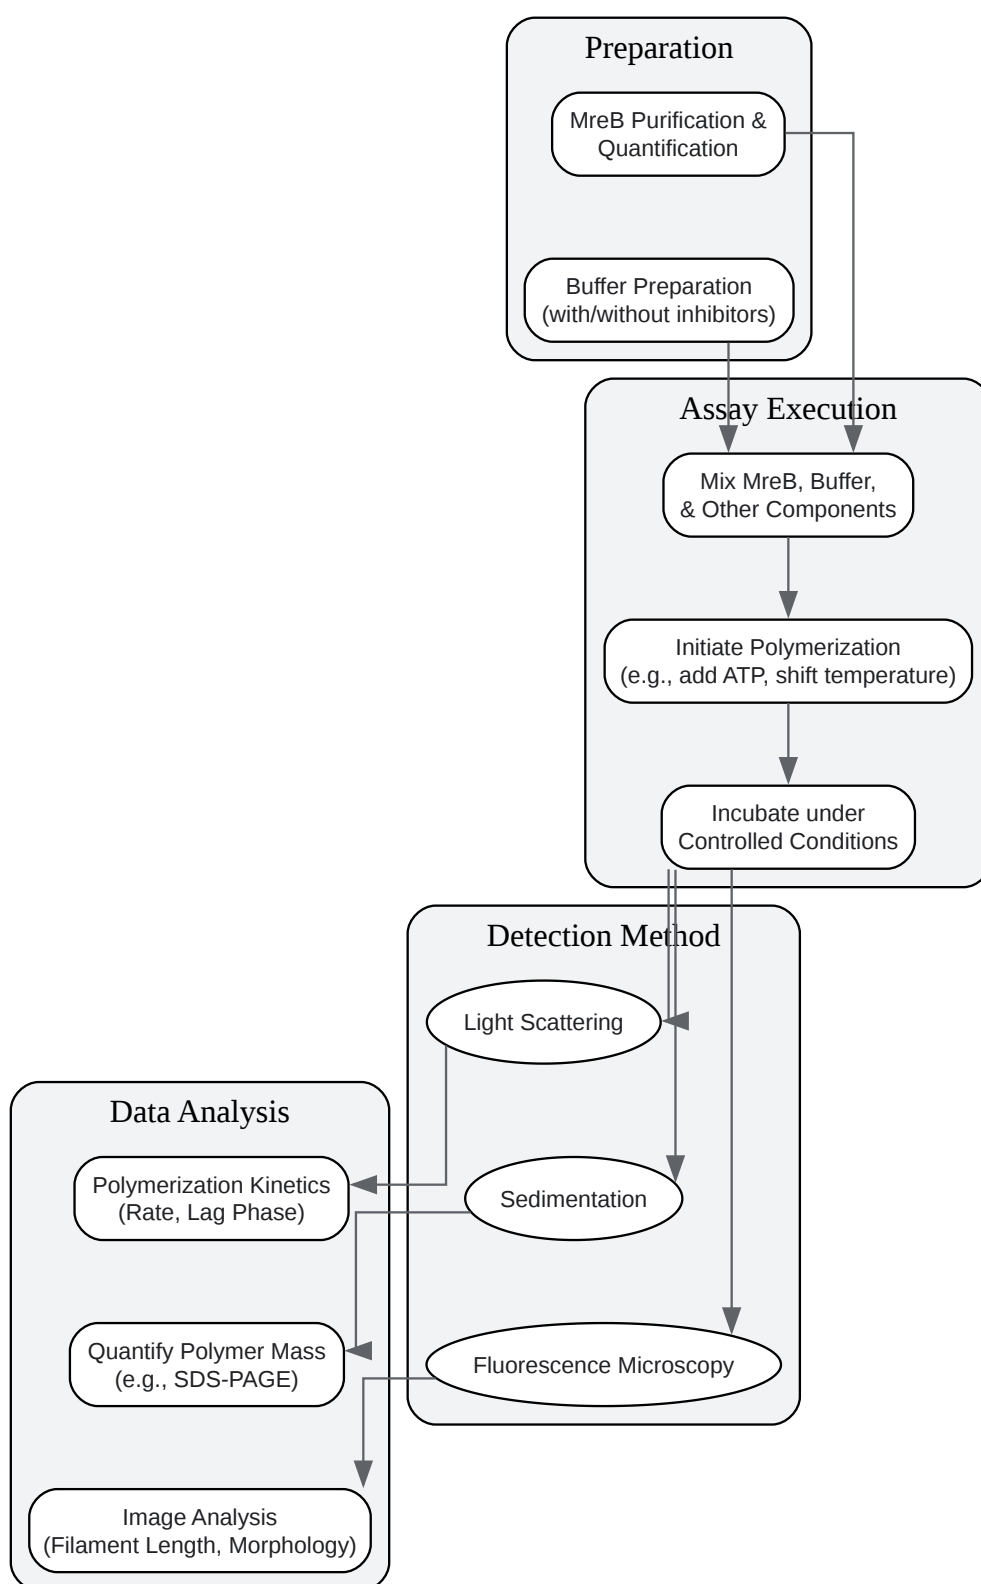 Preparation
MreB Purification &
Quantification
Buffer Preparation
(with/without inhibitors)
Assay Execution
Mix MreB, Buffer,
& Other Components
Initiate Polymerization
(e.g., add ATP, shift temperature)
Incubate under
Controlled Conditions
Detection Method
Light Scattering
Sedimentation
Fluorescence Microscopy
Data Analysis
Polymerization Kinetics
(Rate, Lag Phase)
Quantify Polymer Mass
(e.g., SDS-PAGE)
Image Analysis
(Filament Length, Morphology)